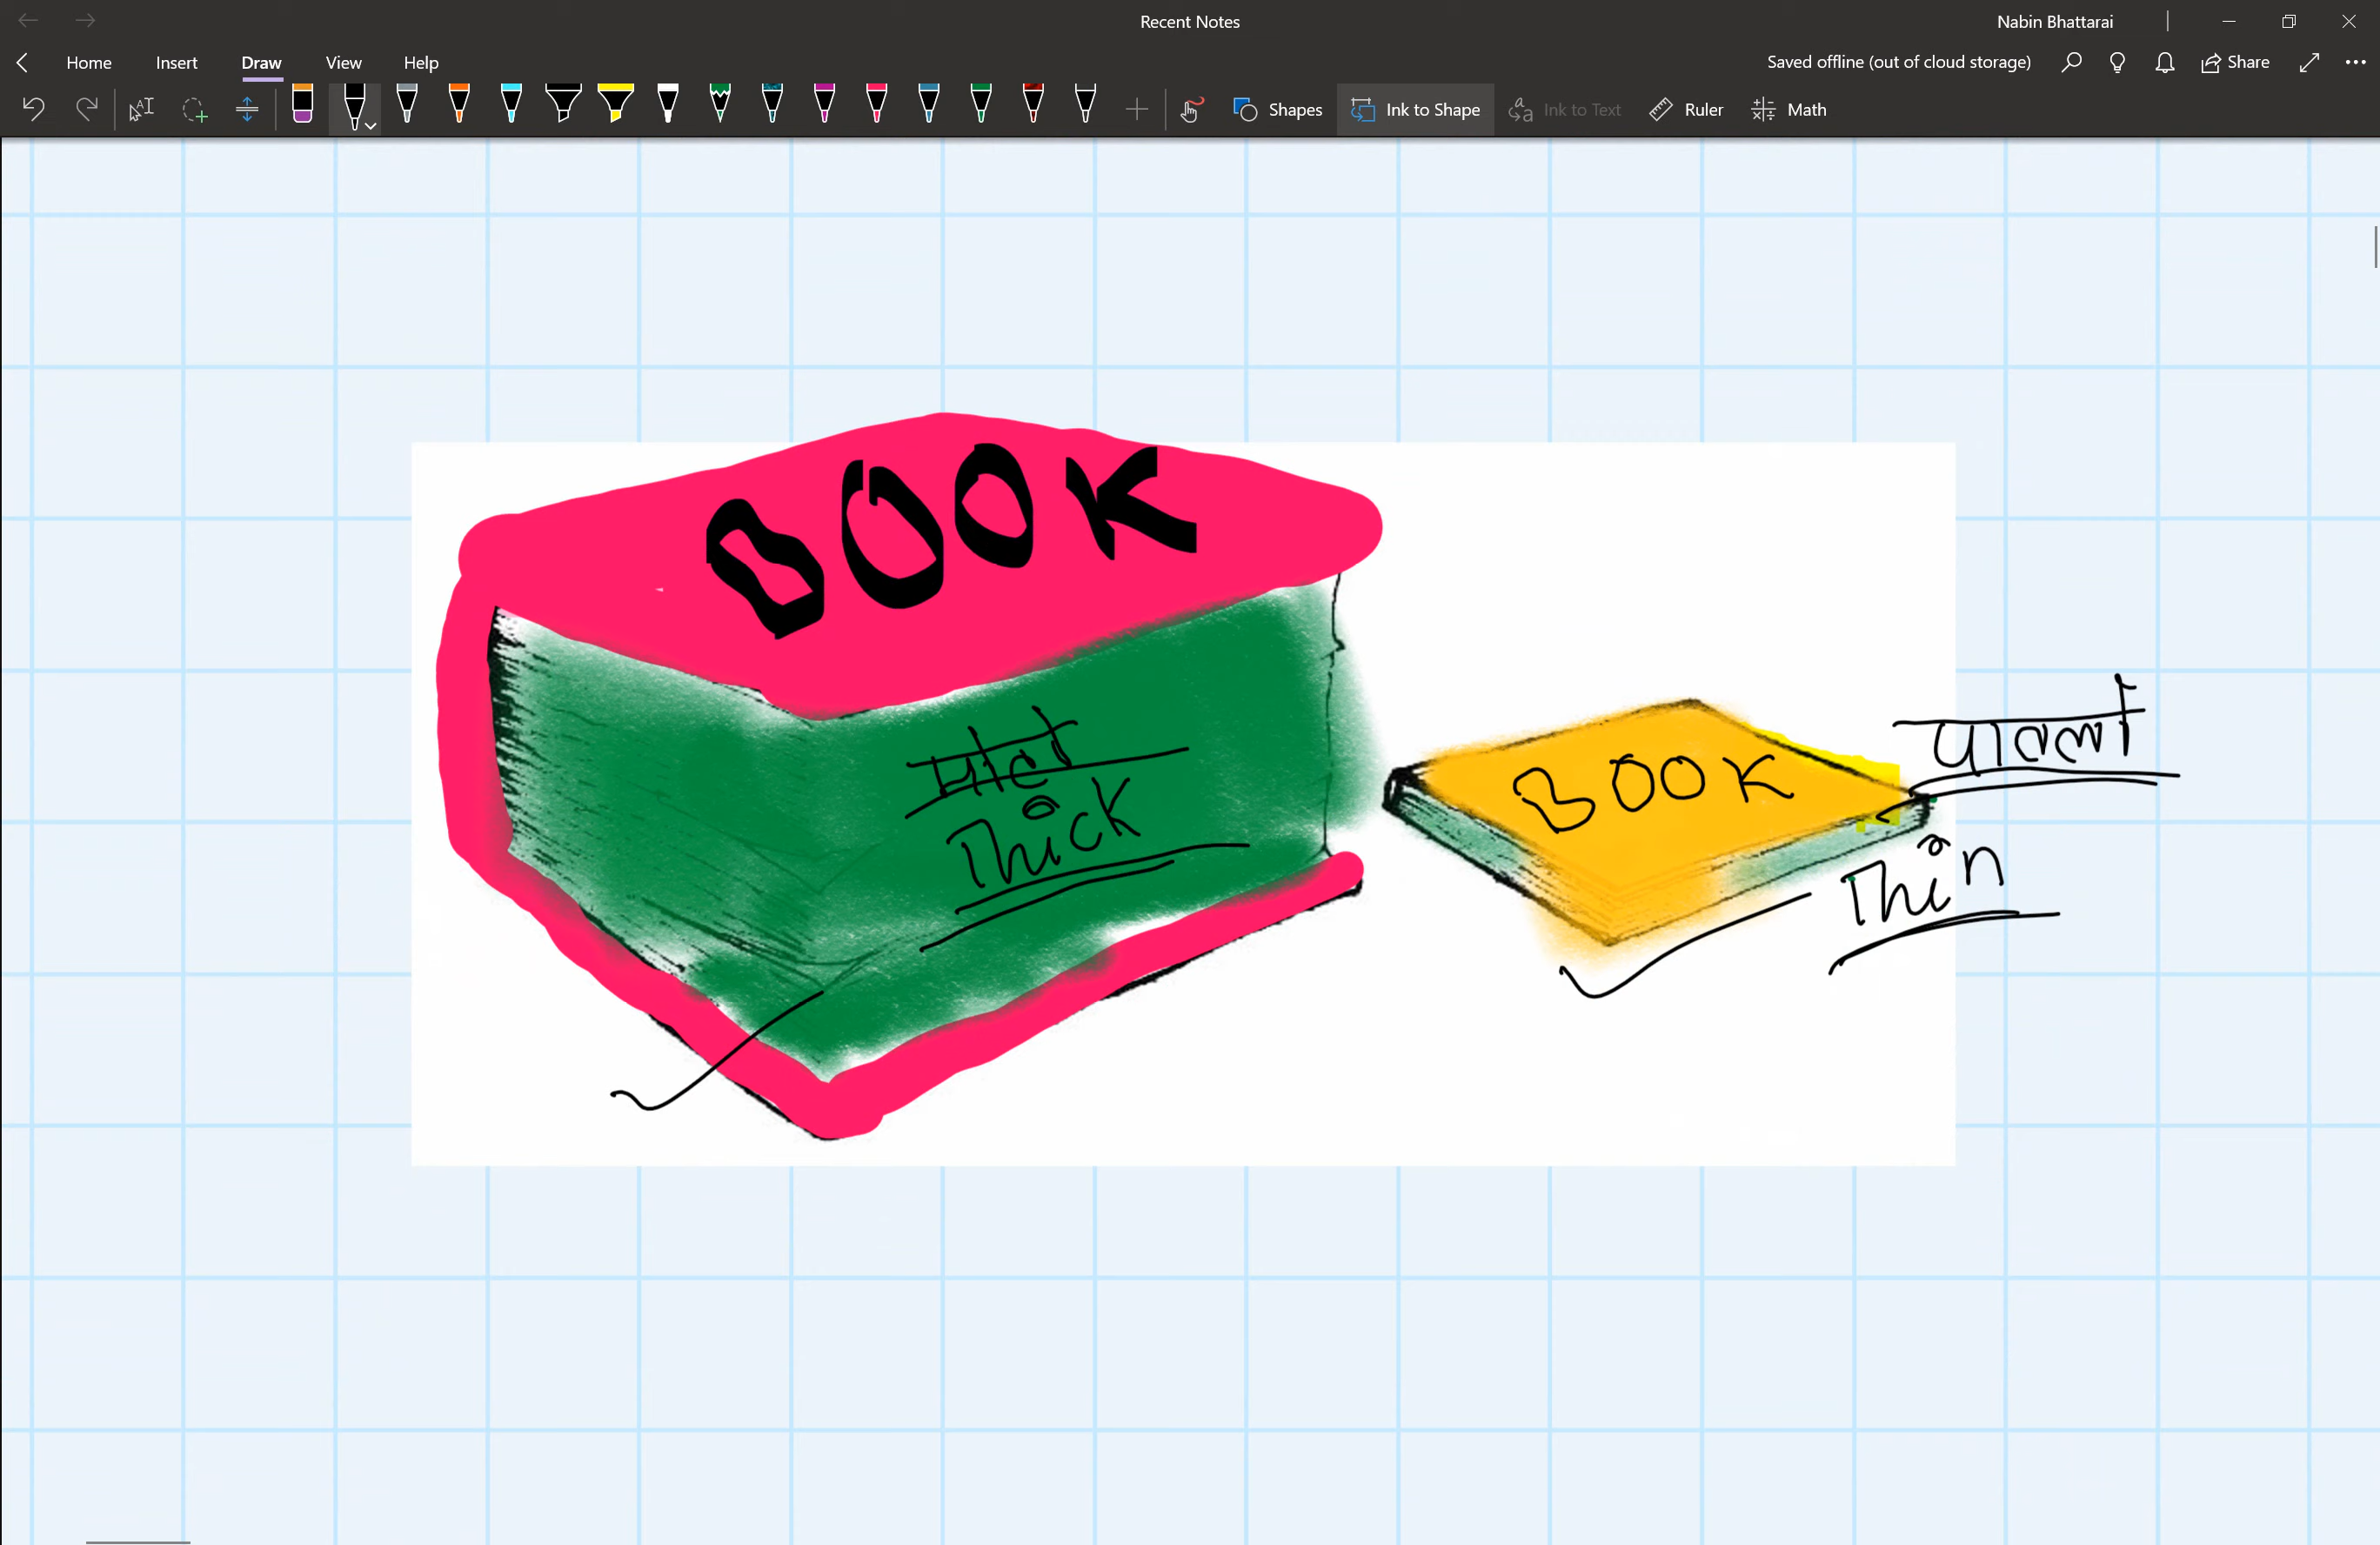 Recent Notes
Nabin Bhattarai
Home Insert Draw View Help
Saved offline (out of cloud storage)
Share
Shapes
Ink to Shape
Ink to Text
Ruler
Math
BOOK
Thick
BOOK
पातलो
Thin